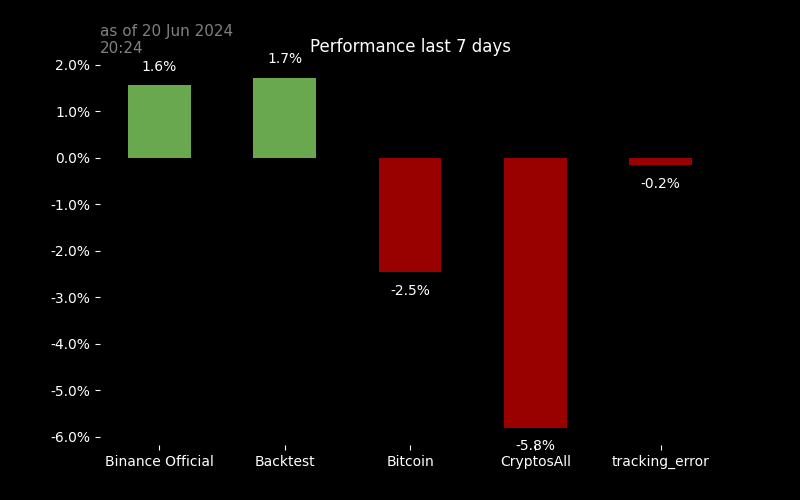 as of 20 Jun 2024
20:24
Performance last 7 days
2.0%
1.0%
0.0%
-1.0%
-2.0%
-3.0%
-4.0%
-5.0%
-6.0%
1.6%
1.7%
-2.5%
-5.8%
-0.2%
Binance Official
Backtest
Bitcoin
CryptosAll
tracking_error